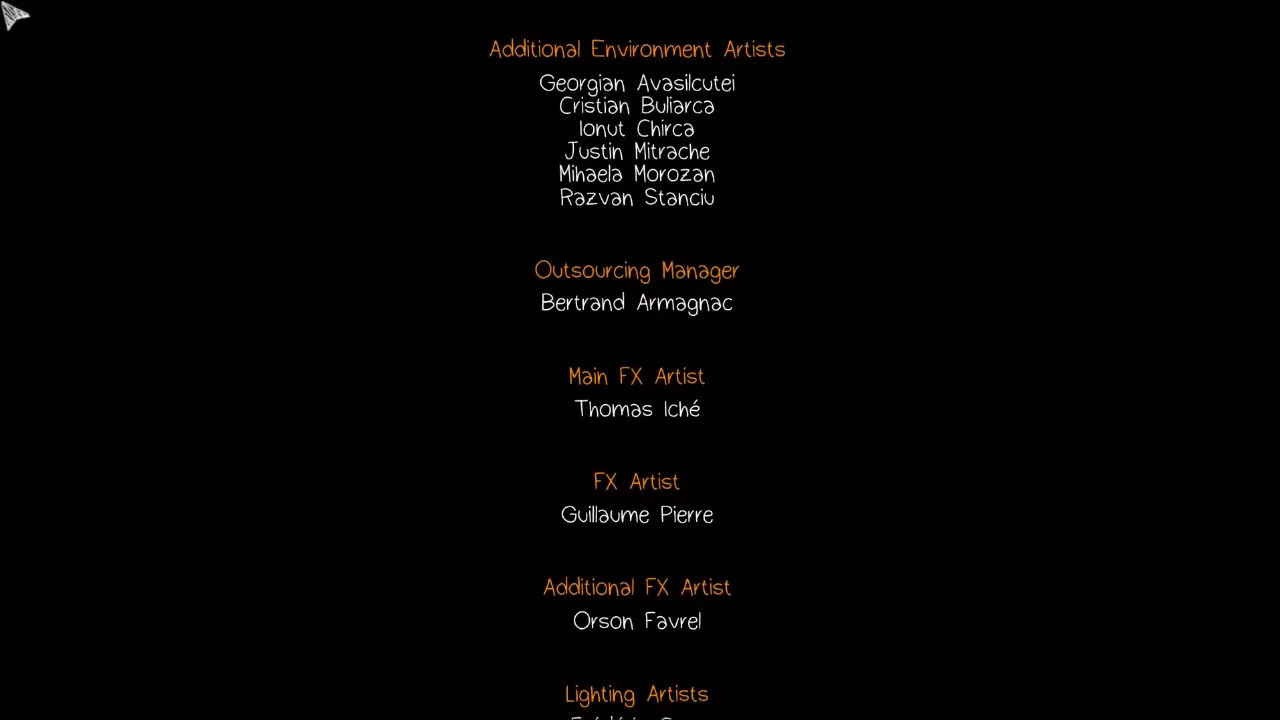 Additional Environment Artists
Georgian Avasilcutei
Cristian Buliarca
Ionut Chirca
Justin Mitrache
Mihaela Morozan
Razvan Stanciu
Outsourcing Manager
Bertrand Armagnac
Main FX Artist
Thomas Iché
FX Artist
Guillaume Pierre
Additional FX Artist
Orson Favrel
Lighting Artists